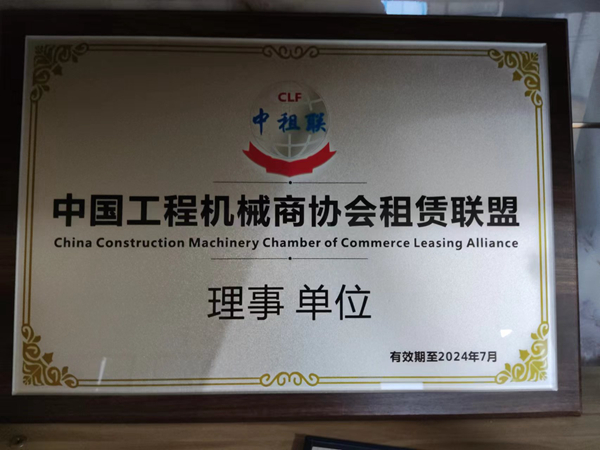 CLF
中租联
中国工程机械商协会租赁联盟
China Construction Machinery Chamber of Commerce Leasing Alliance
理事 单位
有效期至2024年7月